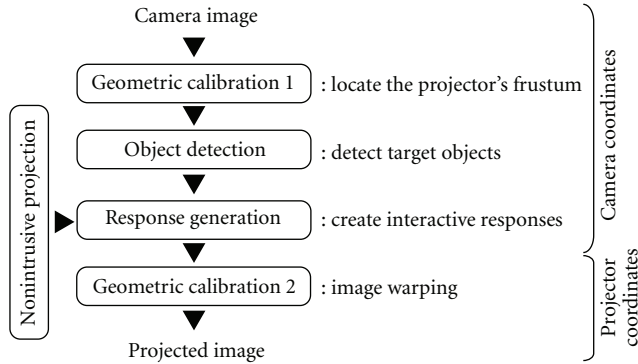 Camera image
Geometric calibration 1 : locate the projector's frustum
Object detection : detect target objects
Response generation : create interactive responses
Geometric calibration 2 : image warping
Projected image
Nonintrusive projection
Camera coordinates
Projector
coordinates